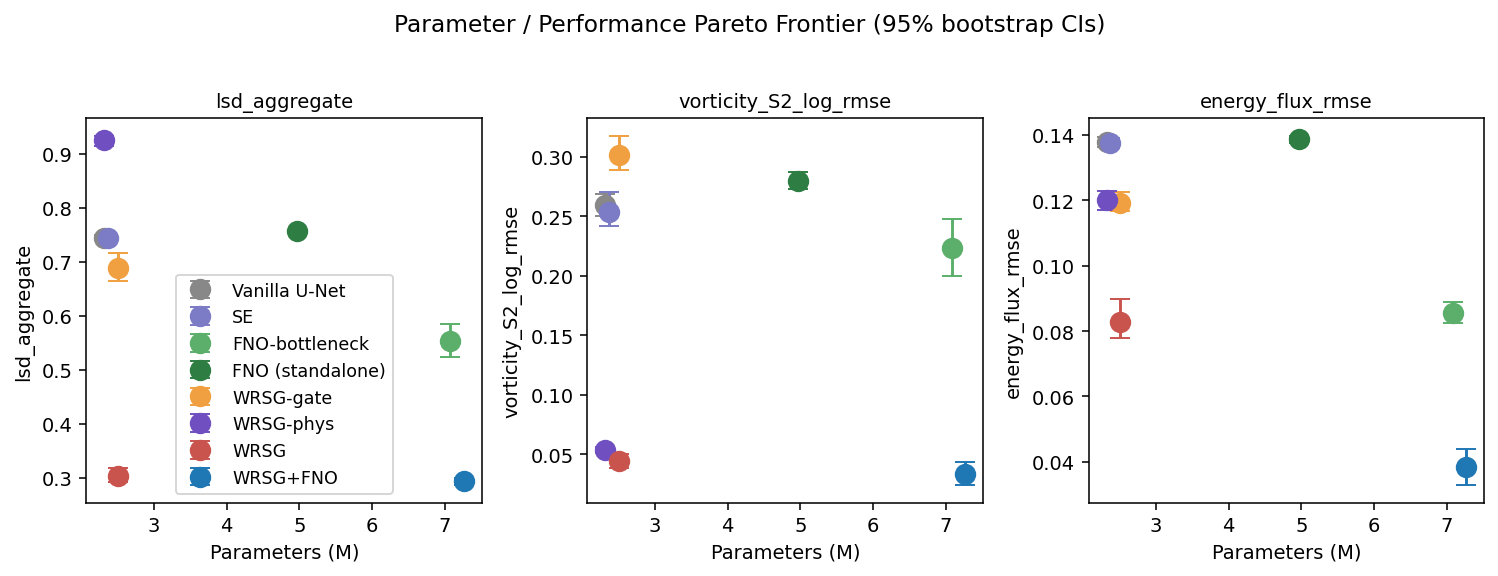 Parameter / Performance Pareto Frontier (95% bootstrap CIs)
lsd_aggregate
lsd_aggregate
0.9
0.8
0.7
0.6
0.5
0.4
0.3
3 4 5 6 7
Parameters (M)
Vanilla U-Net
SE
FNO-bottleneck
FNO (standalone)
WRSG-gate
WRSG-phys
WRSG
WRSG+FNO
vorticity_S2_log_rmse
vorticity_S2_log_rmse
0.30
0.25
0.20
0.15
0.10
0.05
3 4 5 6 7
Parameters (M)
energy_flux_rmse
energy_flux_rmse
0.14
0.12
0.10
0.08
0.06
0.04
3 4 5 6 7
Parameters (M)